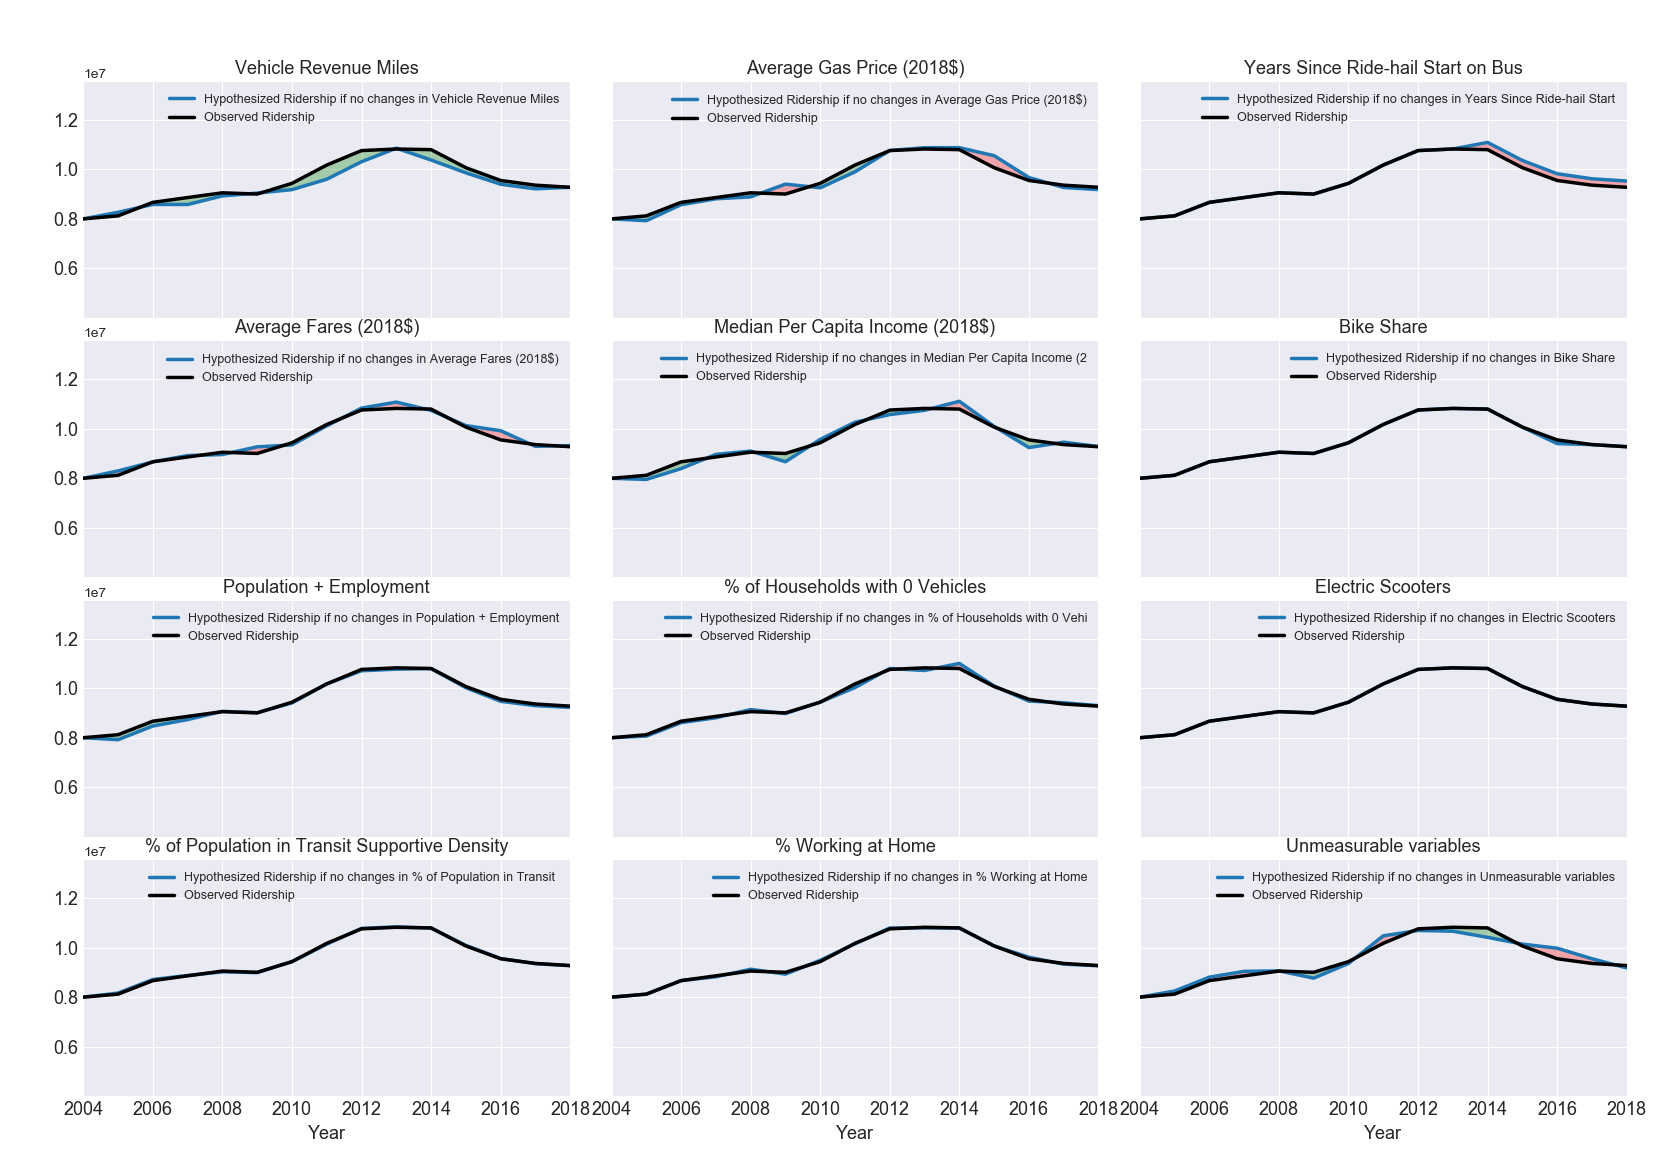 Vehicle Revenue Miles
1e7
Hypothesized Ridership if no changes in Vehicle Revenue Miles
Observed Ridership
1.2
1.0
0.8
0.6
Average Gas Price (2018$)
Hypothesized Ridership if no changes in Average Gas Price (2018$)
Observed Ridership
Years Since Ride-hail Start on Bus
Hypothesized Ridership if no changes in Years Since Ride-hail Start
Observed Ridership
Average Fares (2018$)
1e7
Hypothesized Ridership if no changes in Average Fares (2018$)
Observed Ridership
1.2
1.0
0.8
0.6
Median Per Capita Income (2018$)
Hypothesized Ridership if no changes in Median Per Capita Income (2
Observed Ridership
Bike Share
Hypothesized Ridership if no changes in Bike Share
Observed Ridership
Population + Employment
1e7
Hypothesized Ridership if no changes in Population + Employment
Observed Ridership
1.2
1.0
0.8
0.6
% of Households with 0 Vehicles
Hypothesized Ridership if no changes in % of Households with 0 Vehi
Observed Ridership
Electric Scooters
Hypothesized Ridership if no changes in Electric Scooters
Observed Ridership
% of Population in Transit Supportive Density
1e7
Hypothesized Ridership if no changes in % of Population in Transit
Observed Ridership
1.2
1.0
0.8
0.6
2004 2006 2008 2010 2012 2014 2016 2018
Year
% Working at Home
Hypothesized Ridership if no changes in % Working at Home
Observed Ridership
2004 2006 2008 2010 2012 2014 2016 2018
Year
Unmeasurable variables
Hypothesized Ridership if no changes in Unmeasurable variables
Observed Ridership
2004 2006 2008 2010 2012 2014 2016 2018
Year